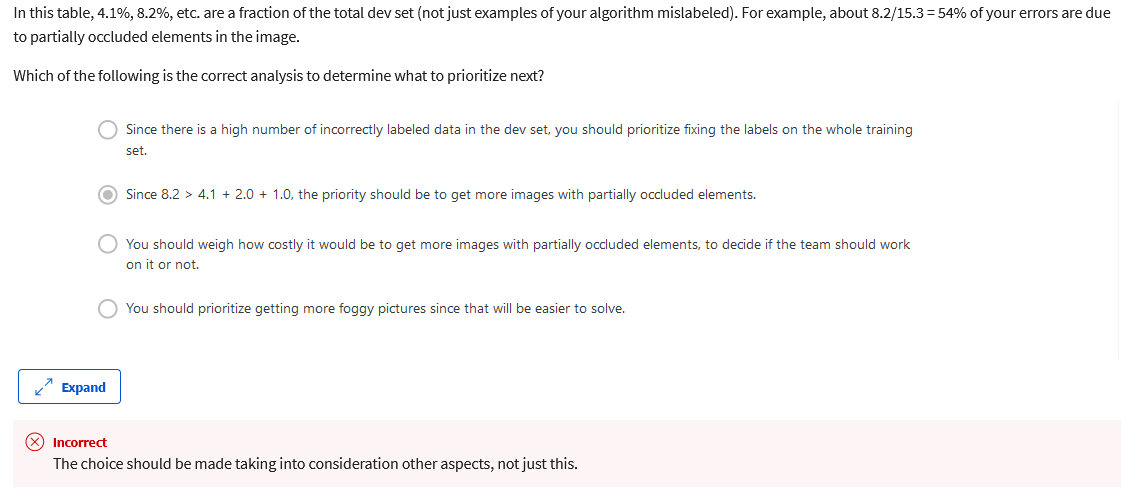 In this table, 4.1%, 8.2%, etc. are a fraction of the total dev set (not just examples of your algorithm mislabeled). For example, about 8.2/15.3 = 54% of your errors are due
to partially occluded elements in the image.
Which of the following is the correct analysis to determine what to prioritize next?
Since there is a high number of incorrectly labeled data in the dev set, you should prioritize fixing the labels on the whole training
set.
Since 8.2 > 4.1 + 2.0 + 1.0, the priority should be to get more images with partially occluded elements.
You should weigh how costly it would be to get more images with partially occluded elements, to decide if the team should work
on it or not.
You should prioritize getting more foggy pictures since that will be easier to solve.
Expand
Incorrect
The choice should be made taking into consideration other aspects, not just this.